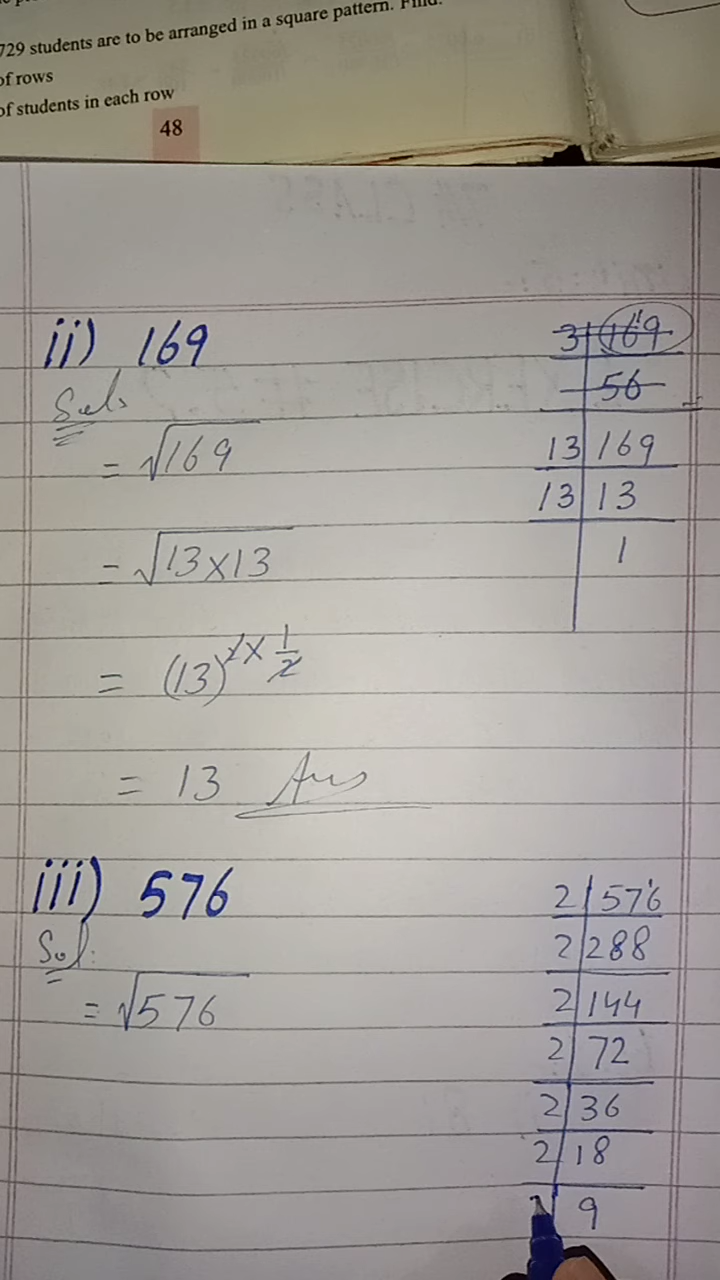 729 students are to be arranged in a square pattern. Find:
of rows
of students in each row
48
ii) 169
Sol:
= √169
= √13×13
= (13)^2×1/2
= 13 Ans
3 | 169
56
13 | 169
13 | 13
1
iii) 576
Sol:
= √576
2 | 576
2 | 288
2 | 144
2 | 72
2 | 36
2 | 18
9